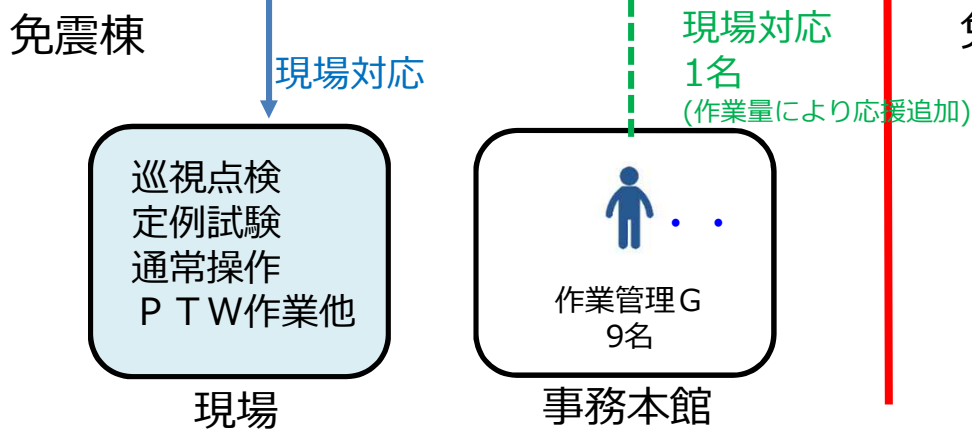 免震棟
現場対応
現場対応
1名
(作業量により応援追加)
巡視点検
定例試験
通常操作
ＰＴＷ作業他
現場
作業管理Ｇ
9名
事務本館